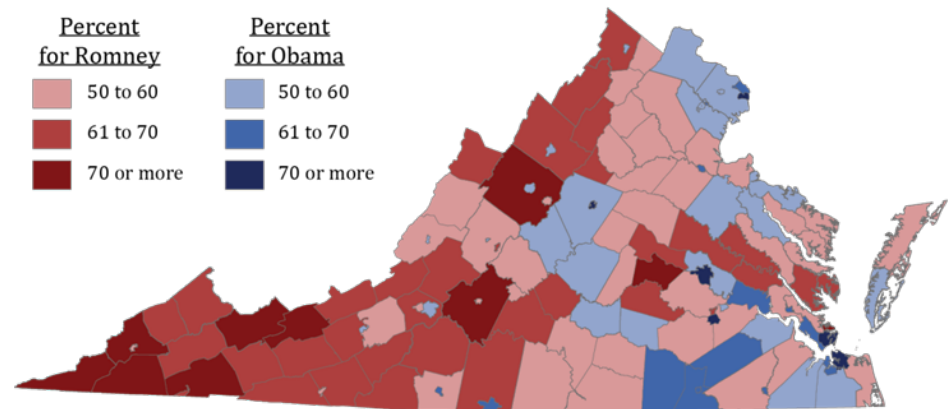 Percent
for Romney
50 to 60
61 to 70
70 or more
Percent
for Obama
50 to 60
61 to 70
70 or more